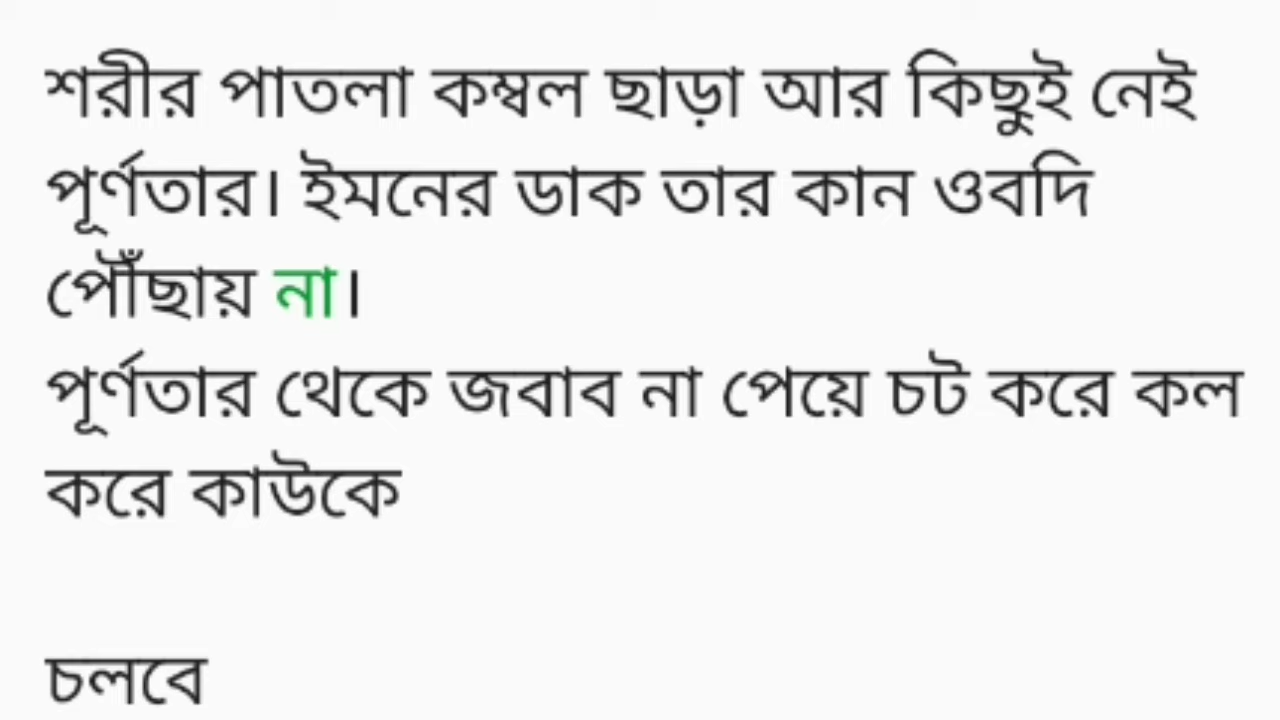 শরীর পাতলা কম্বল ছাড়া আর কিছুই নেই
পূর্ণতার। ইমনের ডাক তার কান ওবদি
পৌঁছায় না।
পূর্ণতার থেকে জবাব না পেয়ে চট করে কল
করে কাউকে
চলবে